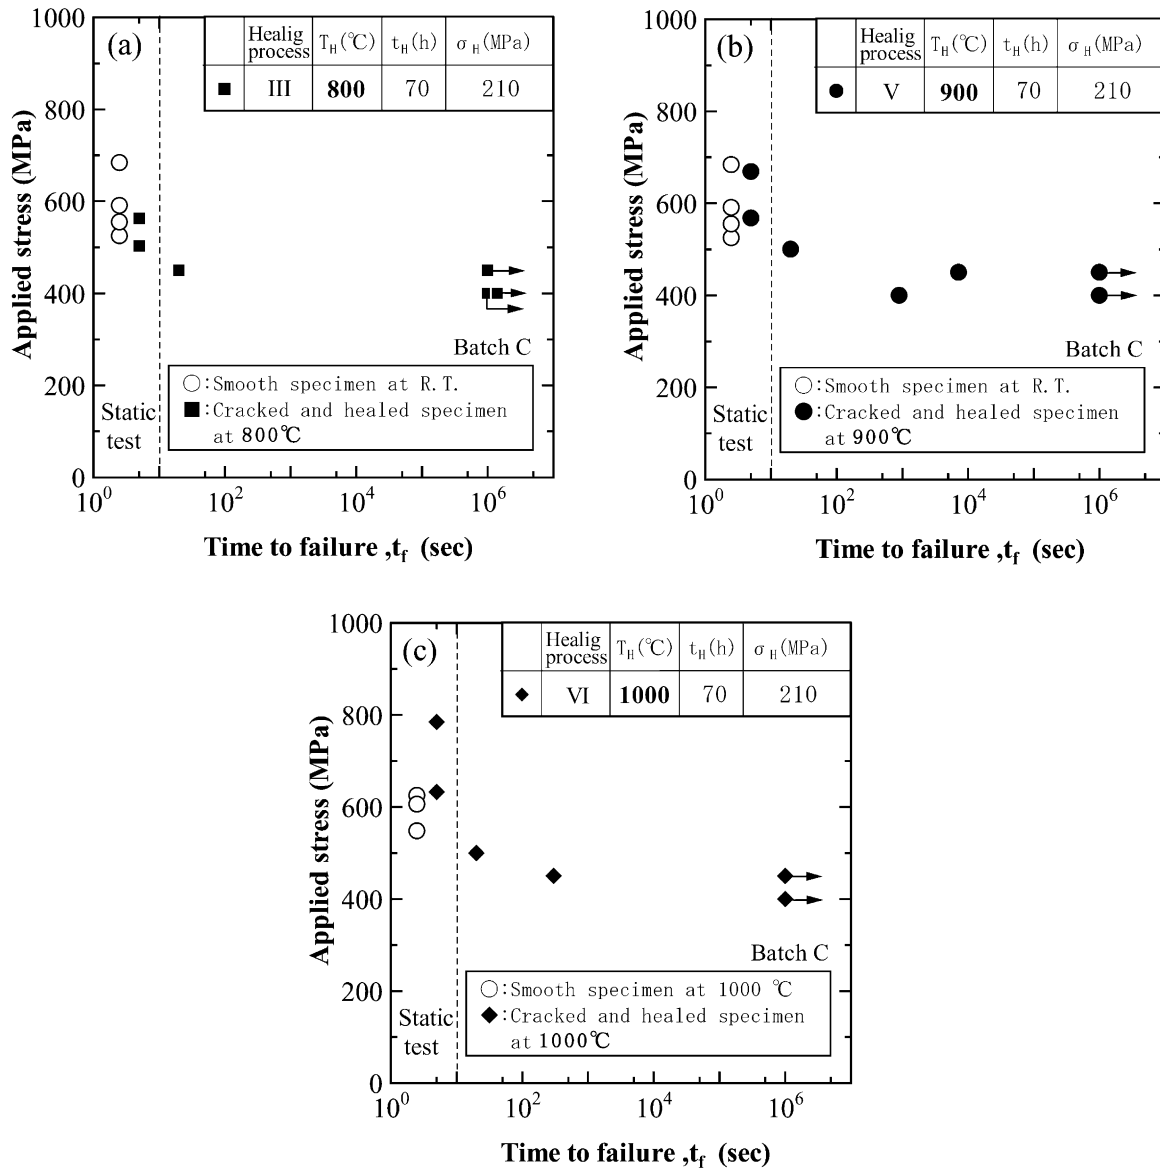 (a)
Healig process T_H(℃) t_H(h) σ_H(MPa)
■ III 800 70 210
1000
800
600
400
200
0
Applied stress (MPa)
Batch C
○:Smooth specimen at R.T.
■:Cracked and healed specimen
at 800℃
Static
test
10^0 10^2 10^4 10^6
Time to failure ,t_f (sec)
(b)
Healig process T_H(℃) t_H(h) σ_H(MPa)
● V 900 70 210
1000
800
600
400
200
0
Applied stress (MPa)
Batch C
○:Smooth specimen at R.T.
●:Cracked and healed specimen
at 900℃
Static
test
10^0 10^2 10^4 10^6
Time to failure ,t_f (sec)
(c)
Healig process T_H(℃) t_H(h) σ_H(MPa)
◆ VI 1000 70 210
1000
800
600
400
200
0
Applied stress (MPa)
Batch C
○:Smooth specimen at 1000 ℃
◆:Cracked and healed specimen
at 1000℃
Static
test
10^0 10^2 10^4 10^6
Time to failure ,t_f (sec)